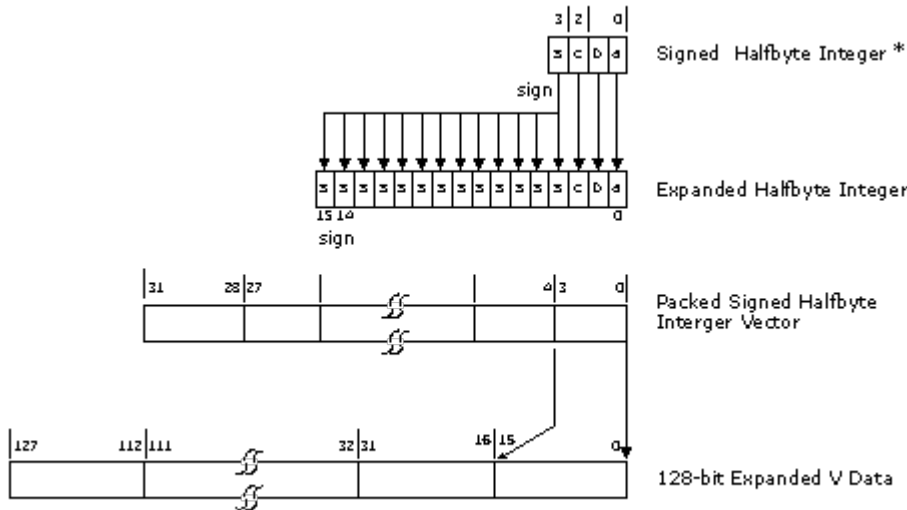 3 2 0
S C D
Signed Halfbyte Integer *
sign
S S S S S S S S S S S S S C D
Expanded Halfbyte Integer
15 14 0
sign
31 28 27 4 3 0
Packed Signed Halfbyte
Interger Vector
127 112 111 32 31 16 15 0
128-bit Expanded V Data